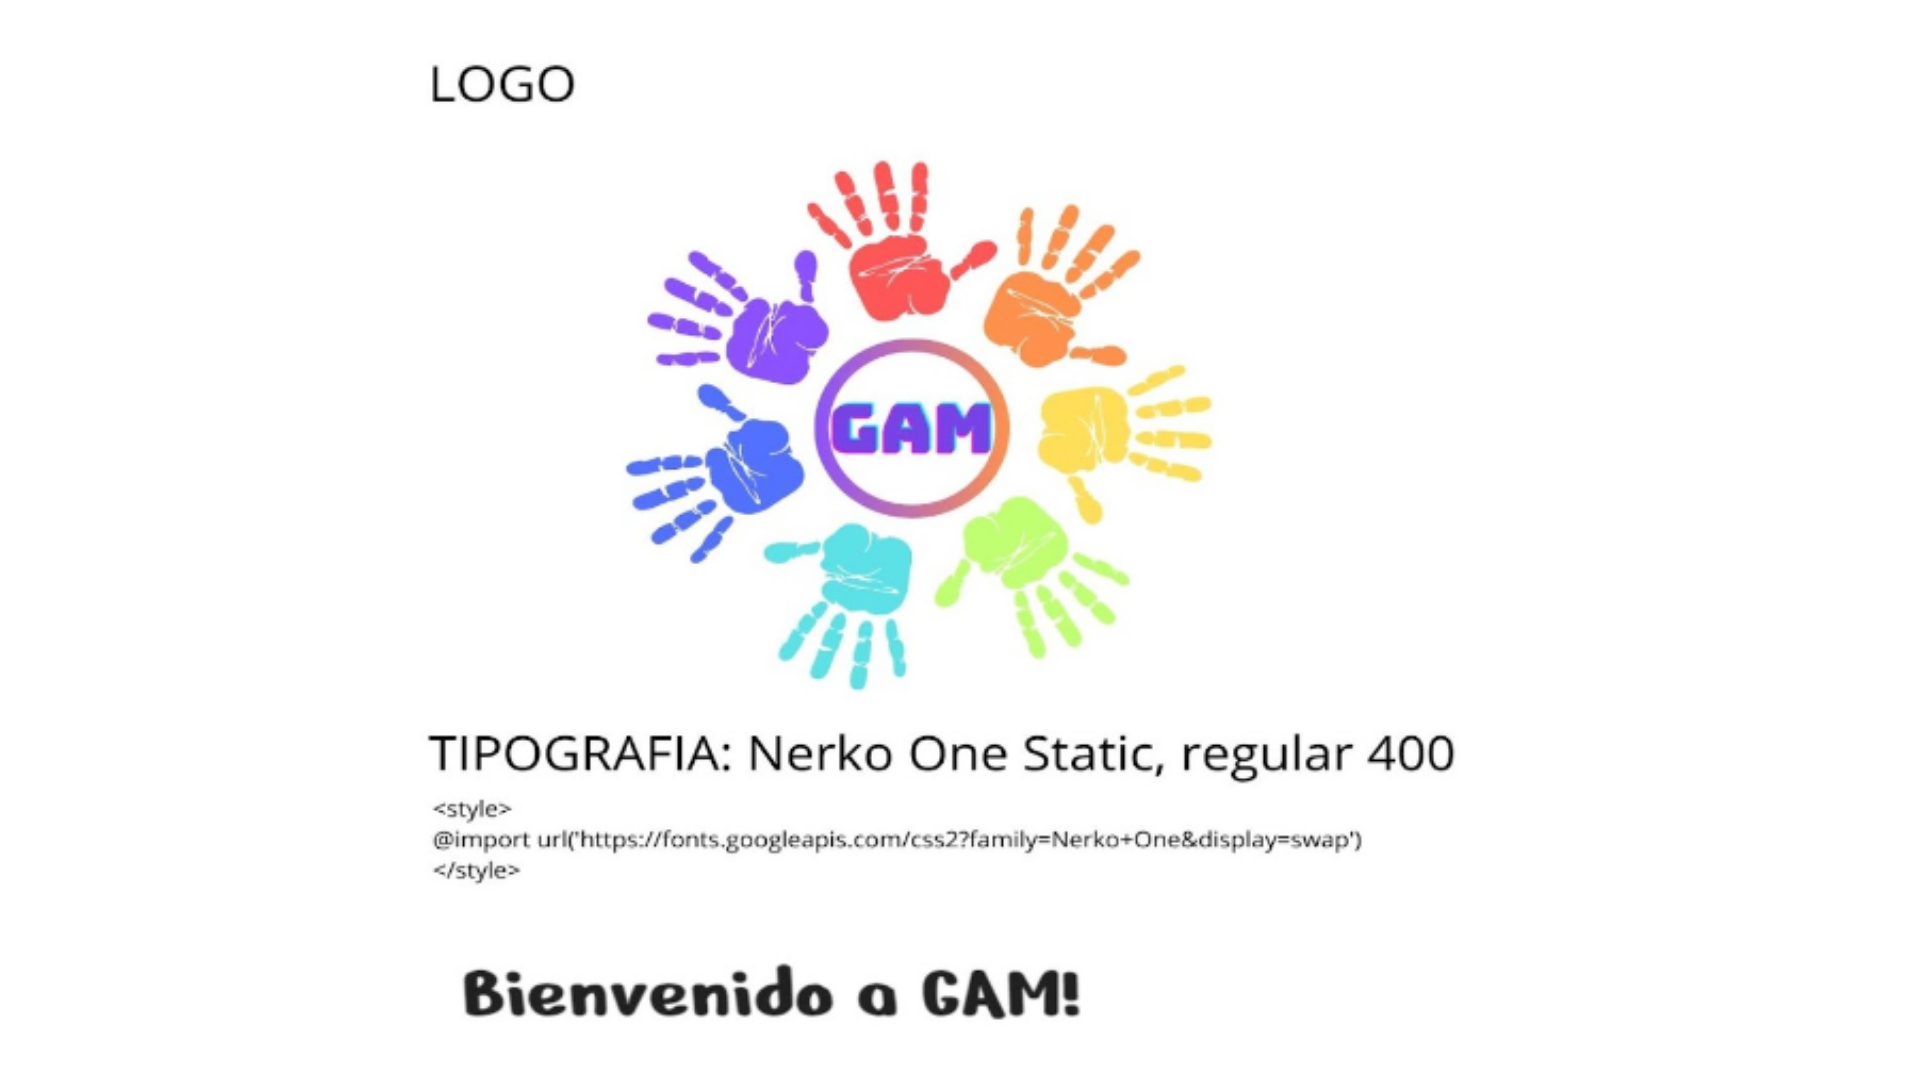 LOGO
GAM
TIPOGRAFIA: Nerko One Static, regular 400
<style>
@import url('https://fonts.googleapis.com/css2?family=Nerko+One&display=swap')
</style>
Bienvenido a GAM!